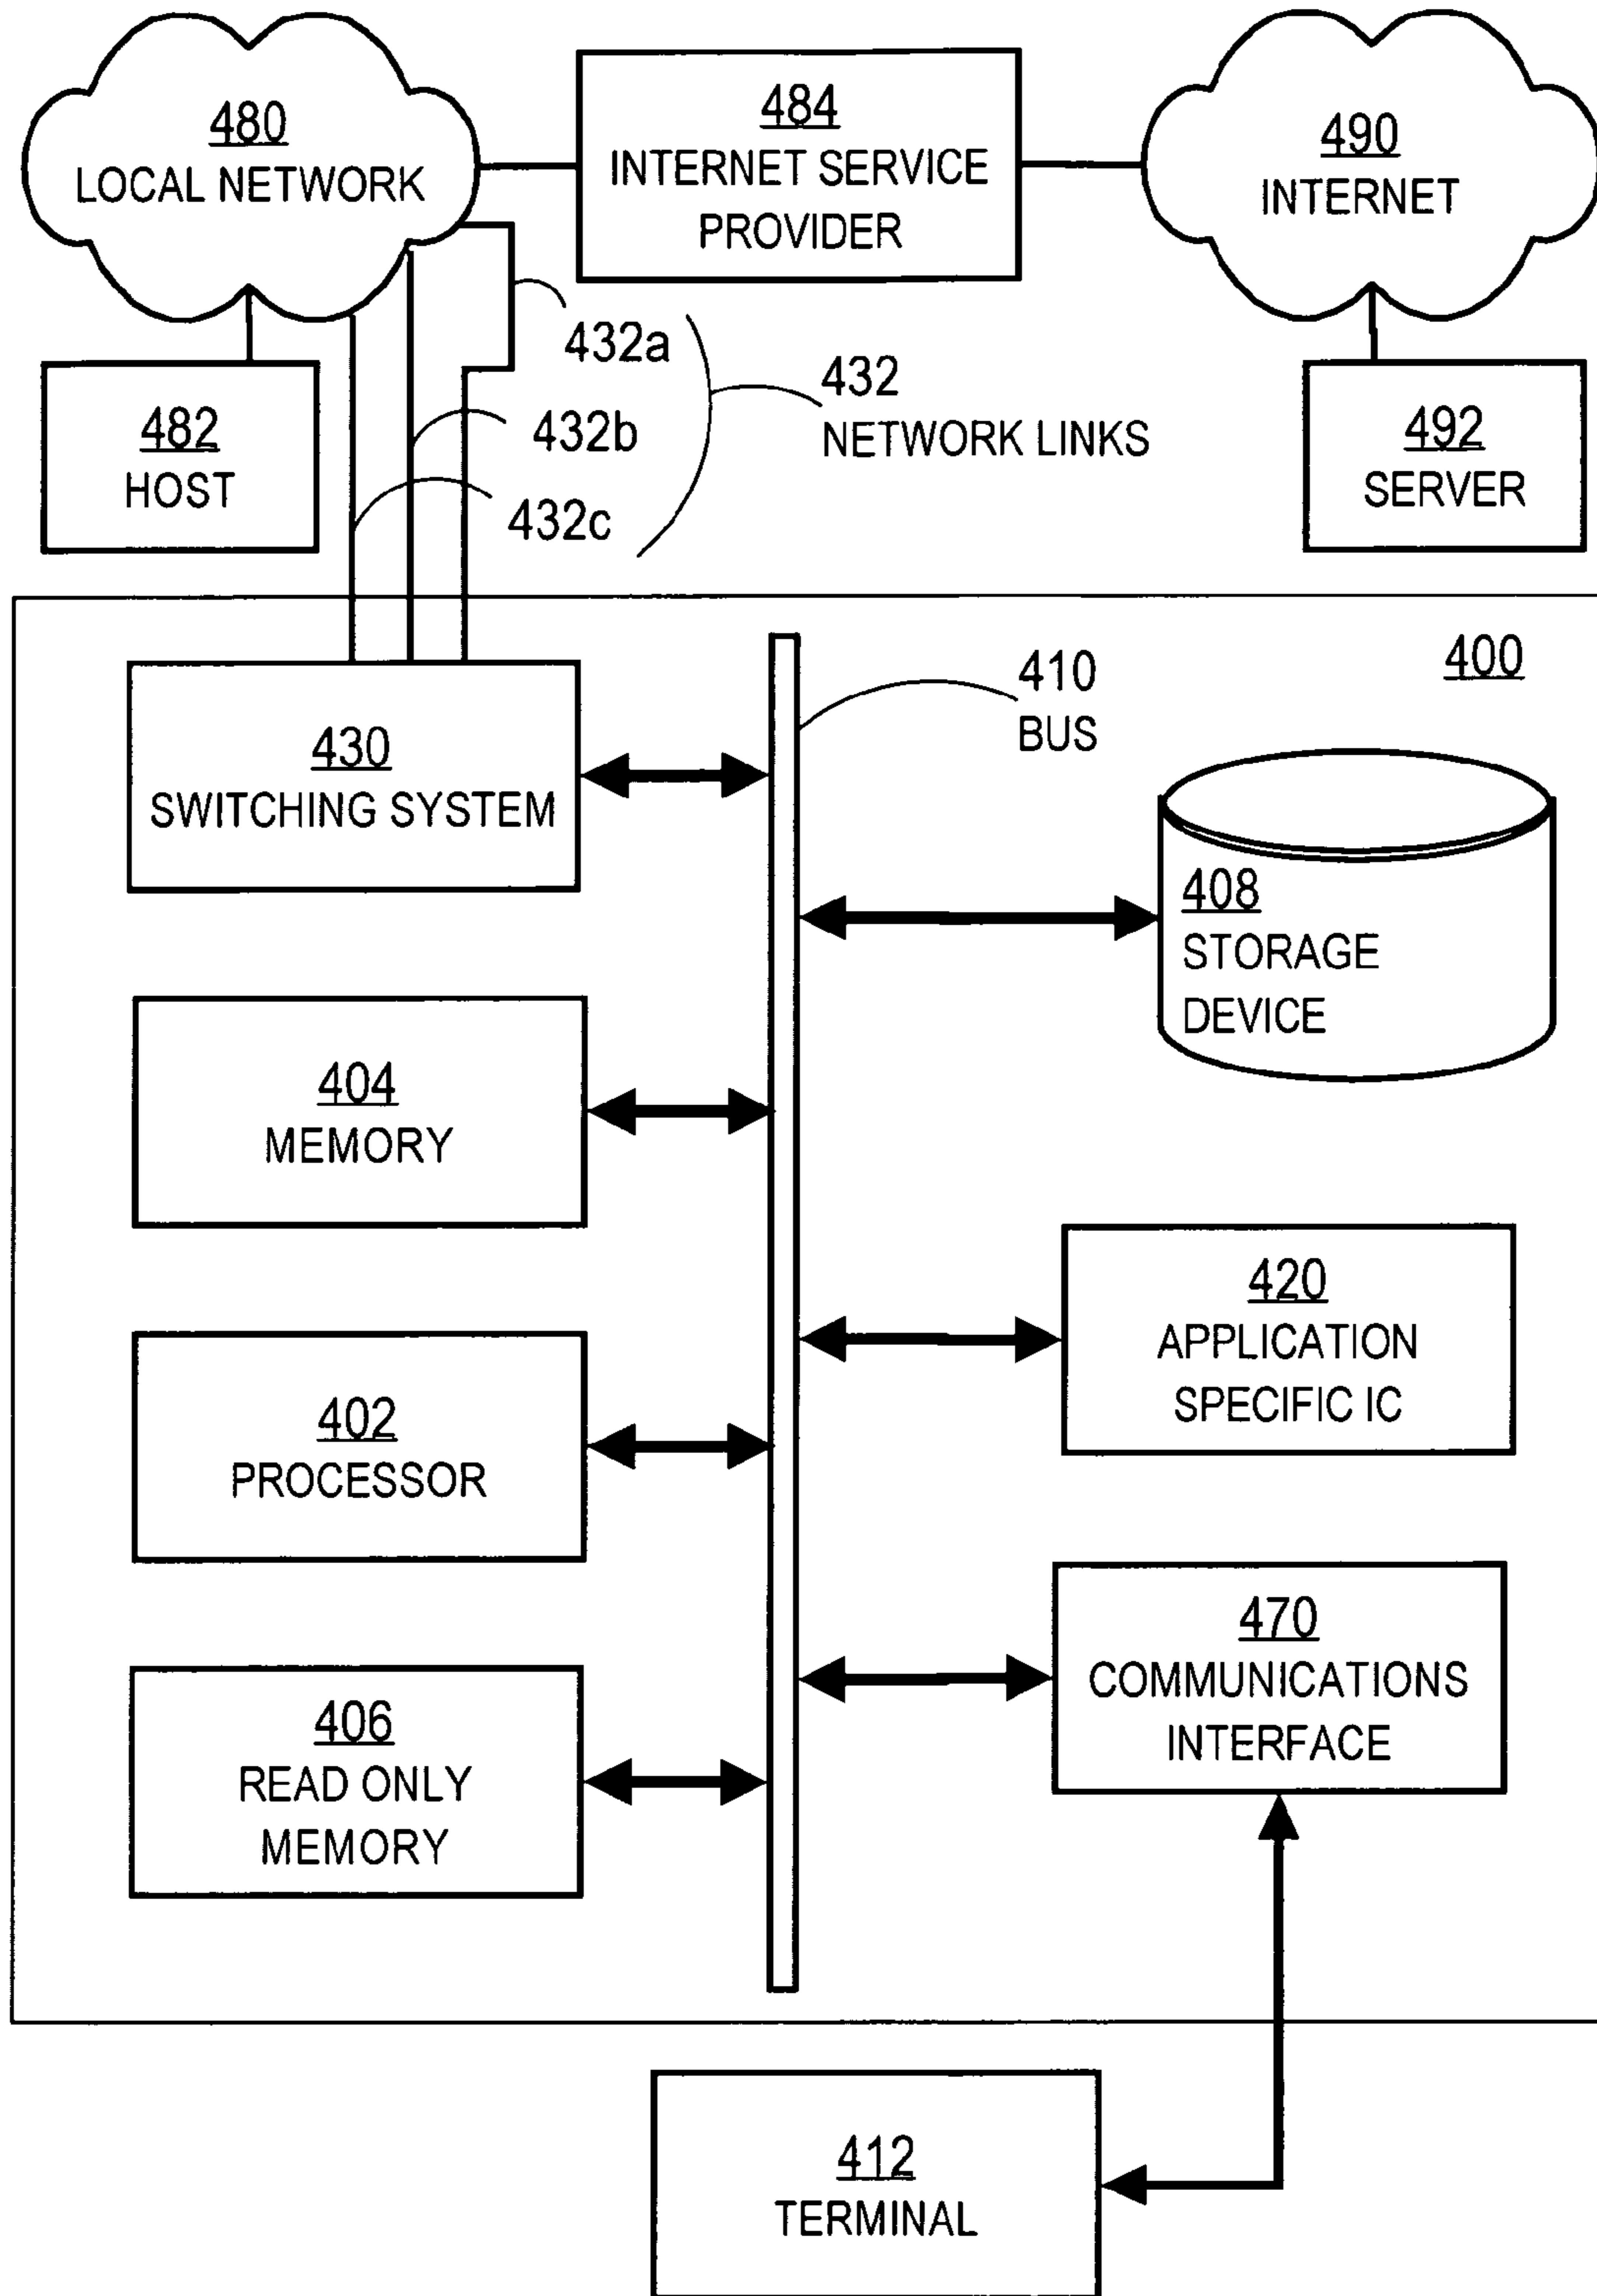 480
LOCAL NETWORK
484
INTERNET SERVICE
PROVIDER
490
INTERNET
432a
432
NETWORK LINKS
432b
432c
482
HOST
492
SERVER
400
410
BUS
430
SWITCHING SYSTEM
408
STORAGE
DEVICE
404
MEMORY
420
APPLICATION
SPECIFIC IC
402
PROCESSOR
470
COMMUNICATIONS
INTERFACE
406
READ ONLY
MEMORY
412
TERMINAL